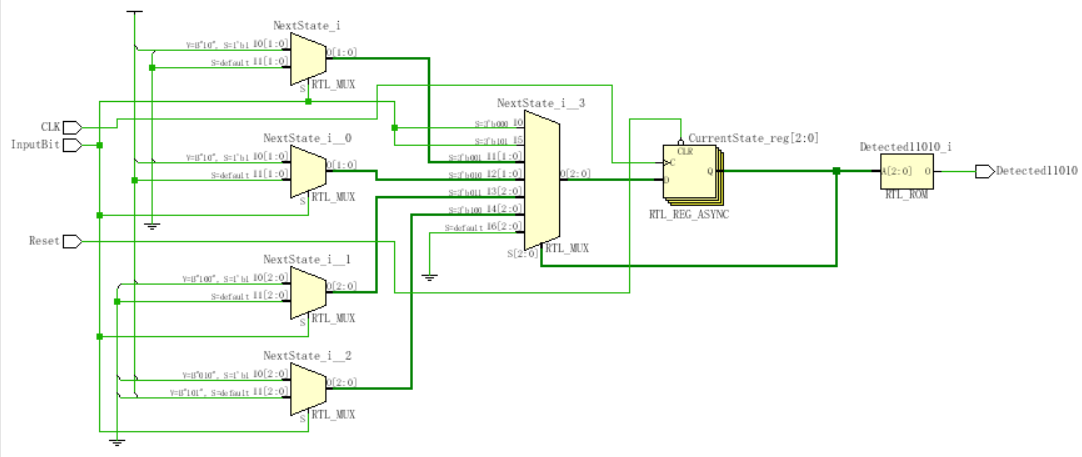 NextState_i
V=B"10", S=1'b1 I0[1:0]
S=default I1[1:0]
O[1:0]
S
RTL_MUX
CLK
InputBit
NextState_i__0
V=B"10", S=1'b1 I0[1:0]
S=default I1[1:0]
O[1:0]
S
RTL_MUX
Reset
NextState_i__1
V=B"100", S=1'b1 I0[2:0]
S=default I1[2:0]
O[2:0]
S
RTL_MUX
NextState_i__2
V=B"010", S=1'b1 I0[2:0]
V=B"101", S=default I1[2:0]
O[2:0]
S
RTL_MUX
NextState_i__3
S=3'b000 I0
S=3'b101 I5
S=3'b001 I1[1:0]
S=3'b010 I2[1:0]
S=3'b011 I3[2:0]
S=3'b100 I4[2:0]
S=default I6[2:0]
O[2:0]
S[2:0]
RTL_MUX
CurrentState_reg[2:0]
CLR
C
D
Q
RTL_REG_ASYNC
Detected11010_i
A[2:0]
O
RTL_ROM
Detected11010